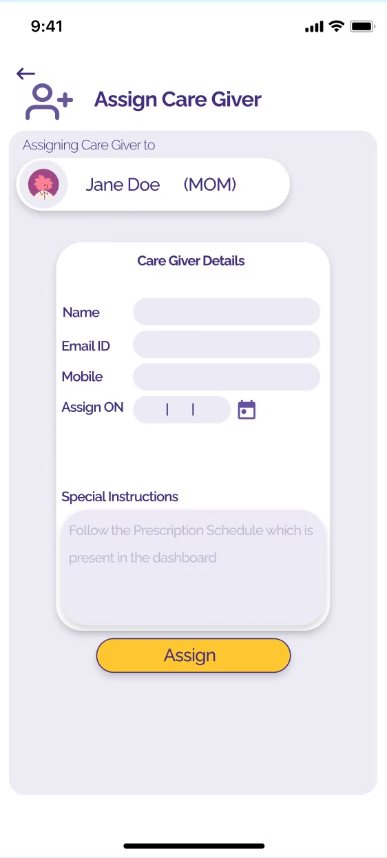 9:41
Assign Care Giver
Assigning Care Giver to
Jane Doe (MOM)
Care Giver Details
Name
Email ID
Mobile
Assign ON | |
Special Instructions
Follow the Prescription Schedule which is
present in the dashboard
Assign